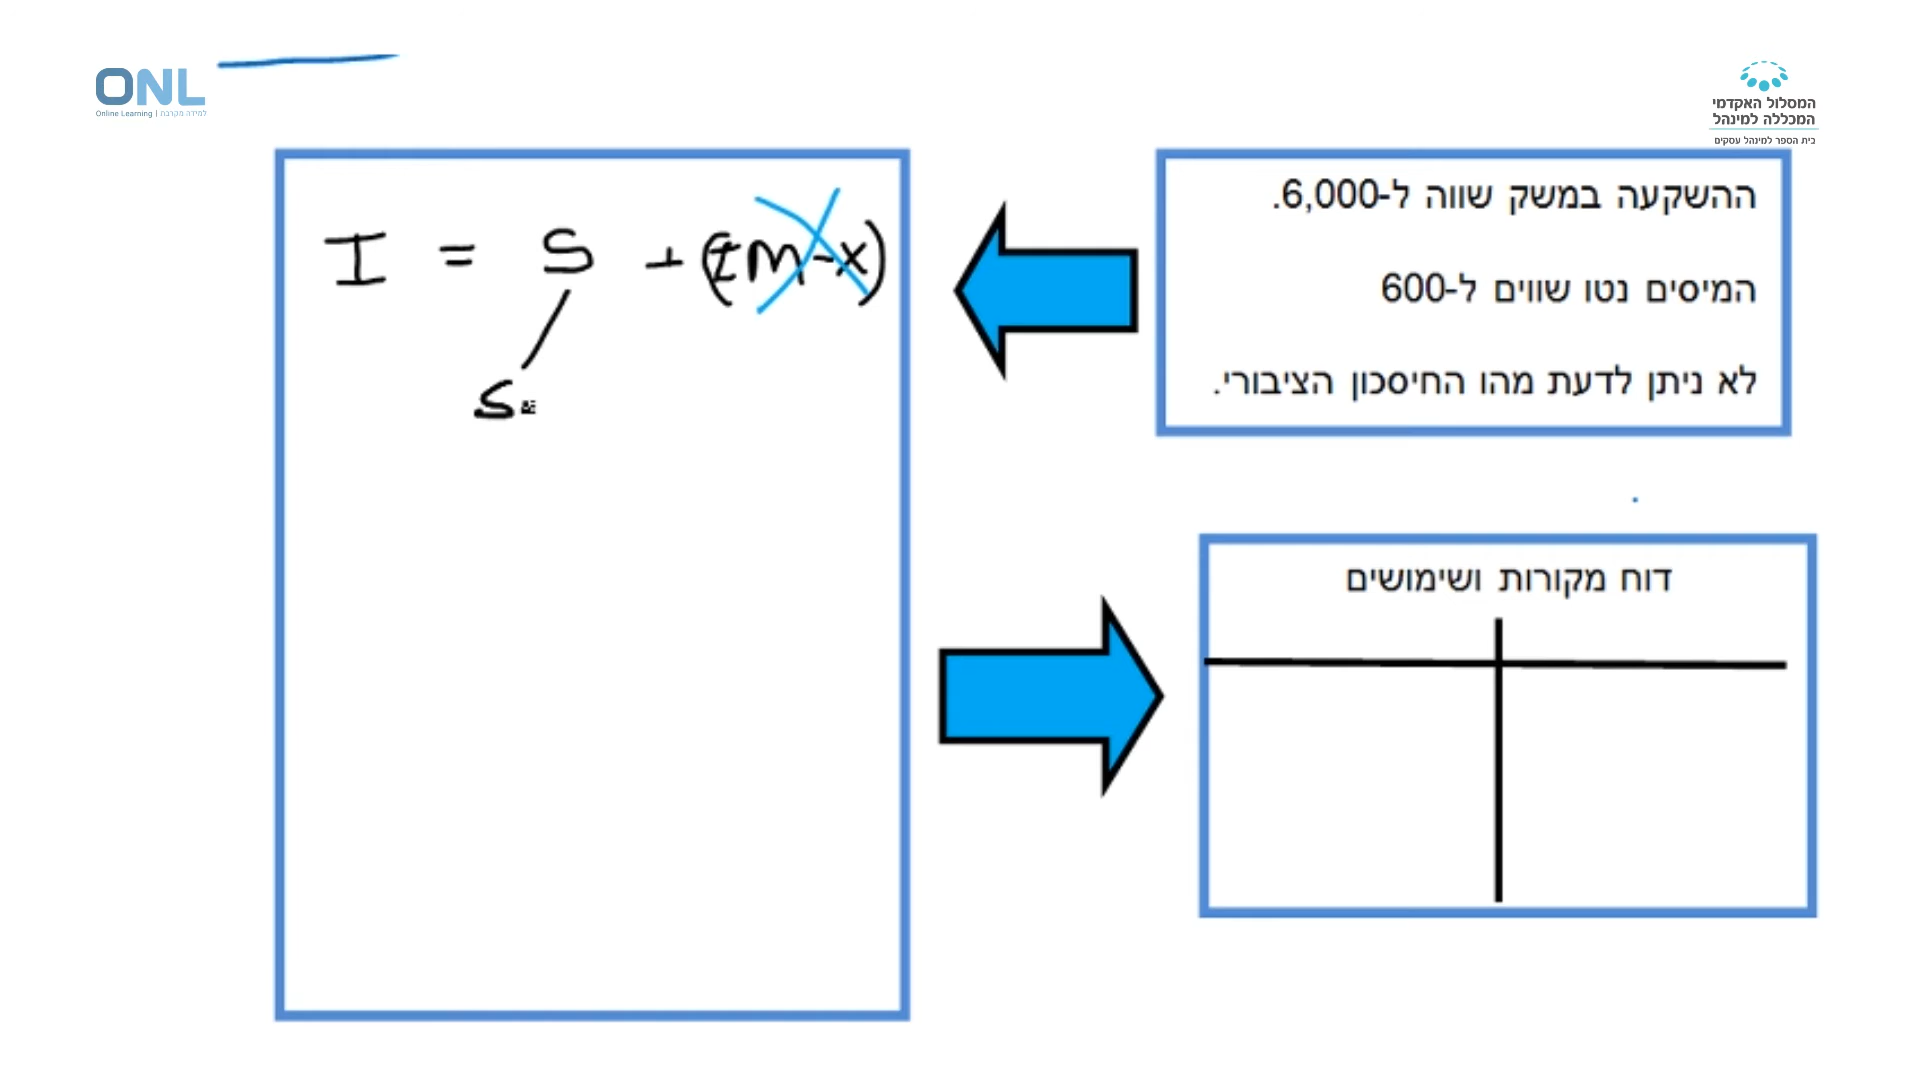 ONL
Online Learning | למידה מקרבת
המסלול האקדמי
המכללה למינהל
בית הספר למינהל עסקים
ההשקעה במשק שווה ל-6,000.
המיסים נטו שווים ל-600
לא ניתן לדעת מהו החיסכון הציבורי.
I = S + (IM-X)
S
דוח מקורות ושימושים